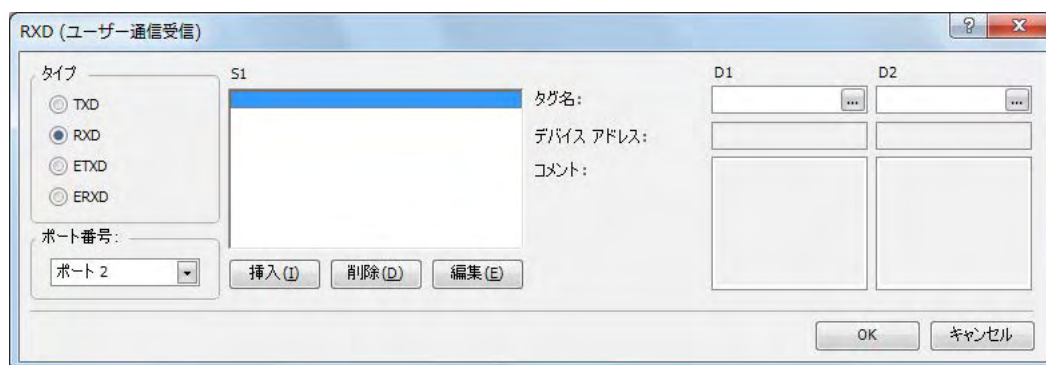 RXD (ユーザー通信受信)
タイプ
TXD
RXD
ETXD
ERXD
ポート番号:
ポート 2
S1
挿入(I)
削除(D)
編集(E)
D1
D2
タグ名:
...
...
デバイス アドレス:
コメント:
OK
キャンセル